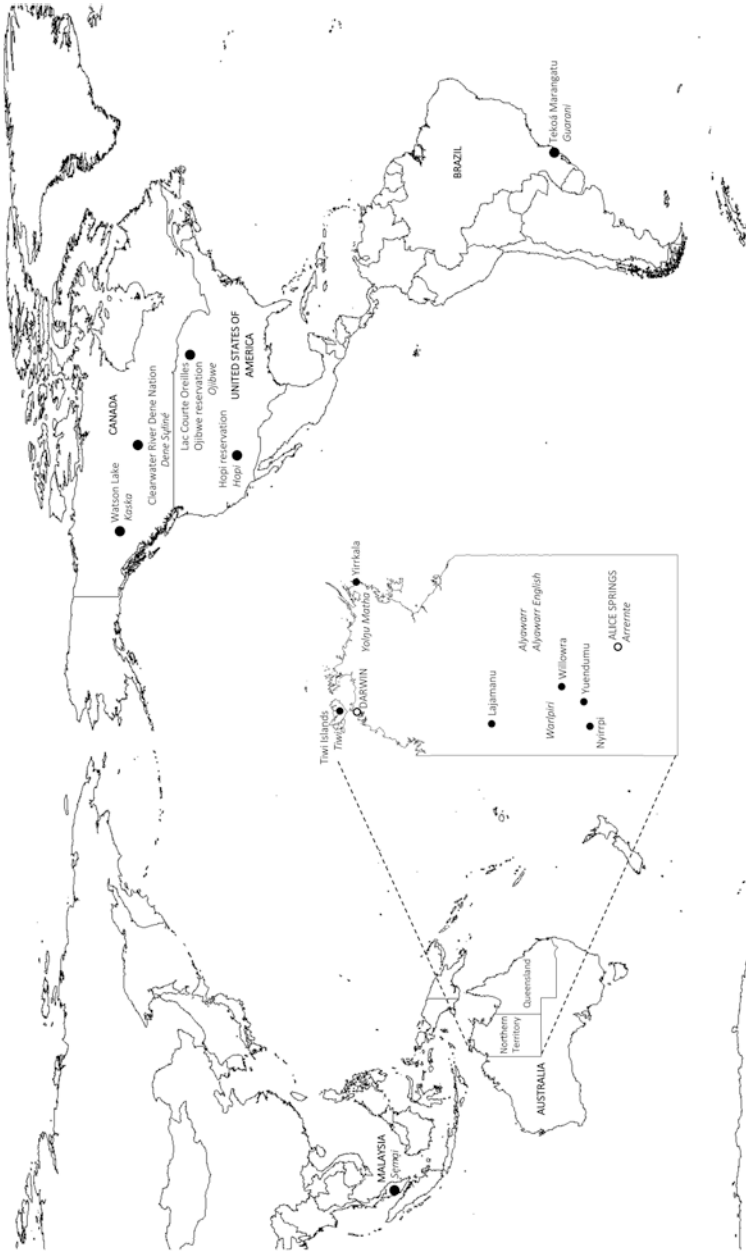 Watson Lake
Kaska
CANADA
Clearwater River Dene Nation
Dene Sųłiné
Lac Courte Oreilles
Ojibwe reservation
Ojibwe
UNITED STATES OF
AMERICA
Hopi reservation
Hopi
BRAZIL
Tekoá Marangatu
Guarani
MALAYSIA
Semai
AUSTRALIA
Northern
Territory
Queensland
Tiwi Islands
Tiwi
DARWIN
Yolŋu Matha
Yirrkala
Lajamanu
Alyawarr
Alyawarr English
Warlpiri
Willowra
Yuendumu
Nyirrpi
ALICE SPRINGS
Arrernte